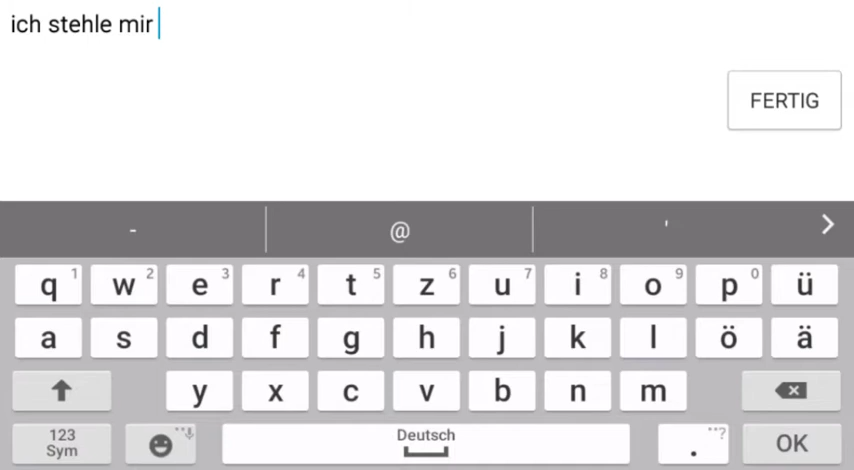 ich stehle mir
FERTIG
- @ '
q 1 w 2 e 3 r 4 t 5 z 6 u 7 i 8 o 9 p 0 ü
a s d f g h j k l ö ä
y x c v b n m
123 Sym Deutsch . ? OK